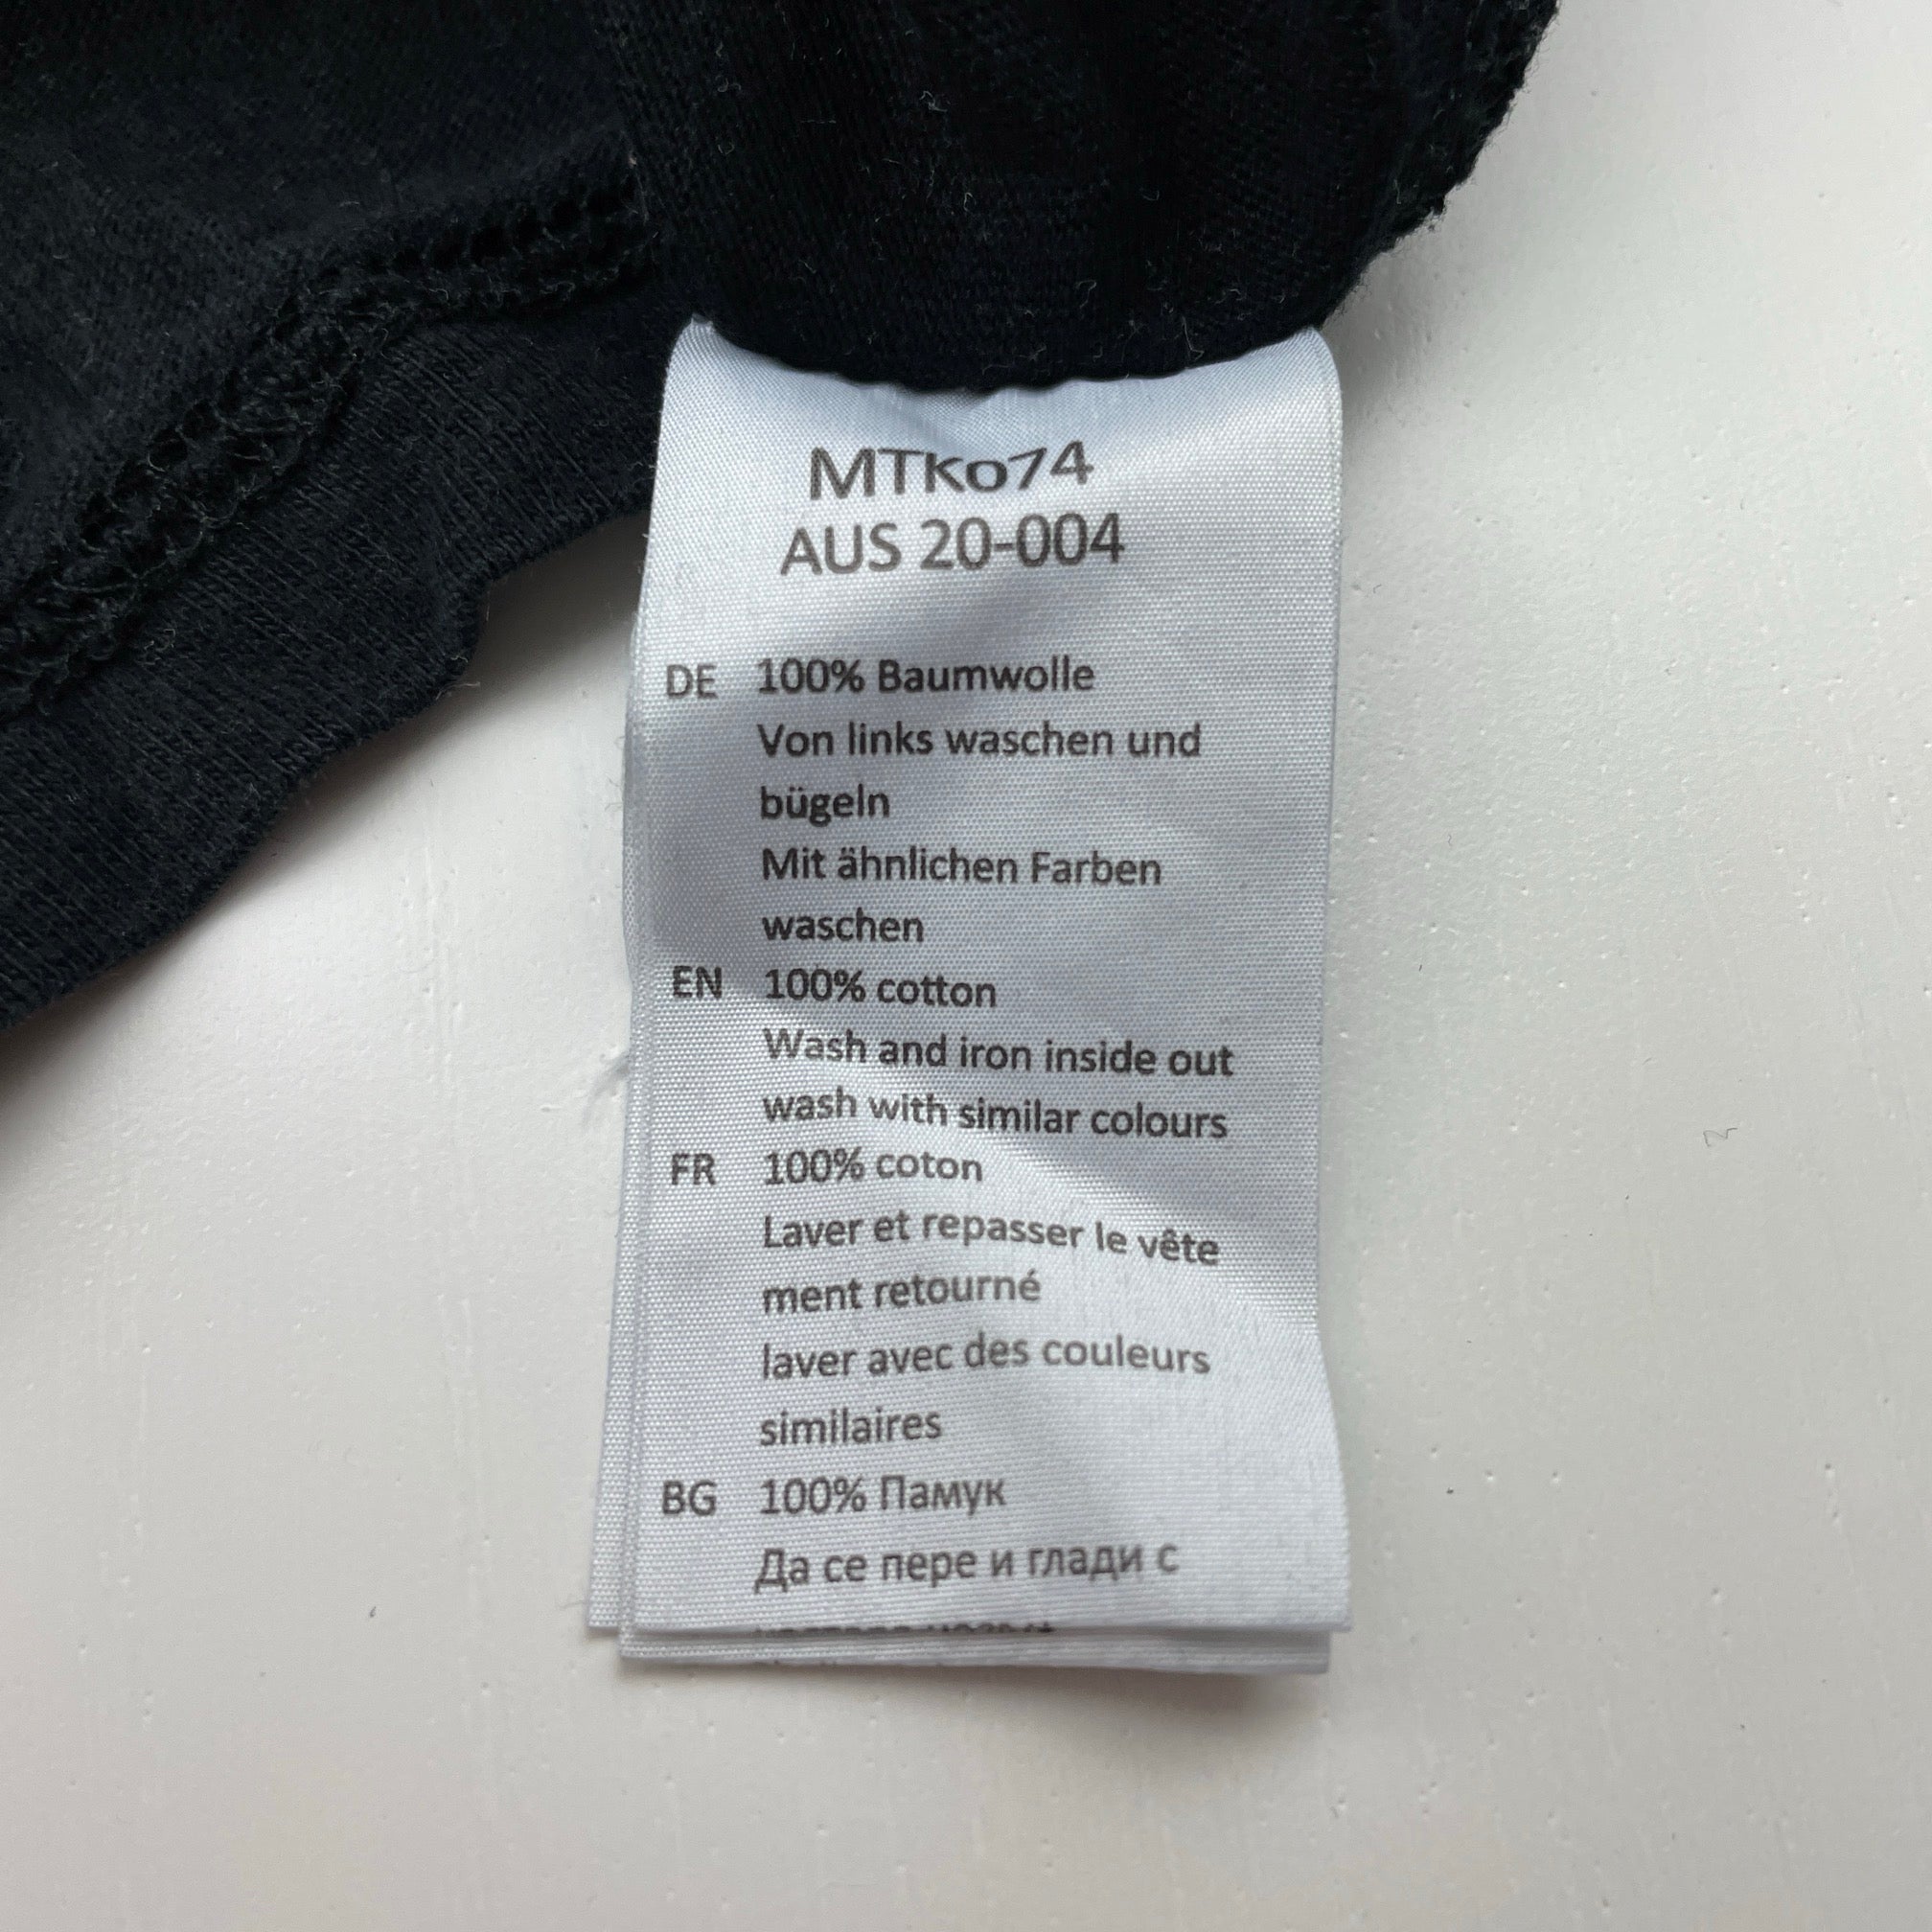 MTKo74
AUS 20-004
DE 100% Baumwolle
Von links waschen und
bügeln
Mit ähnlichen Farben
waschen
EN 100% cotton
Wash and iron inside out
wash with similar colours
FR 100% coton
Laver et repasser le vête
ment retourné
laver avec des couleurs
similaires
BG 100% Памук
Да се пере и глади с